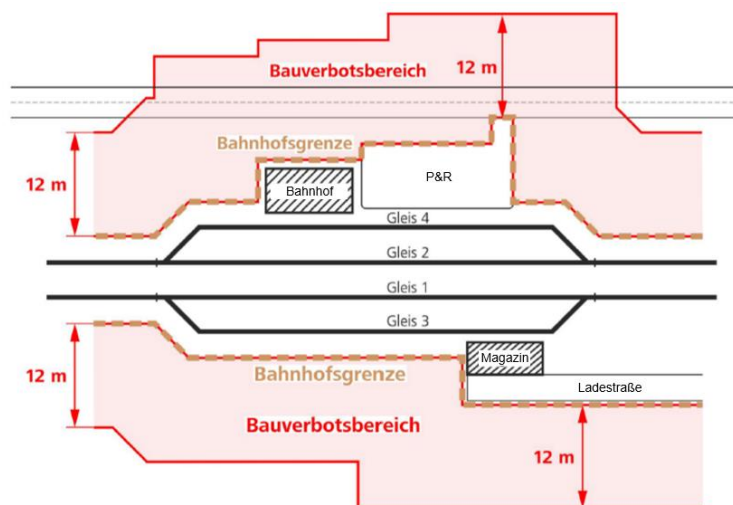 Bauverbotsbereich
12 m
Bahnhofsgrenze
12 m
Bahnhof
P&R
Gleis 4
Gleis 2
Gleis 1
Gleis 3
Magazin
12 m
Bahnhofsgrenze
Ladestraße
Bauverbotsbereich
12 m